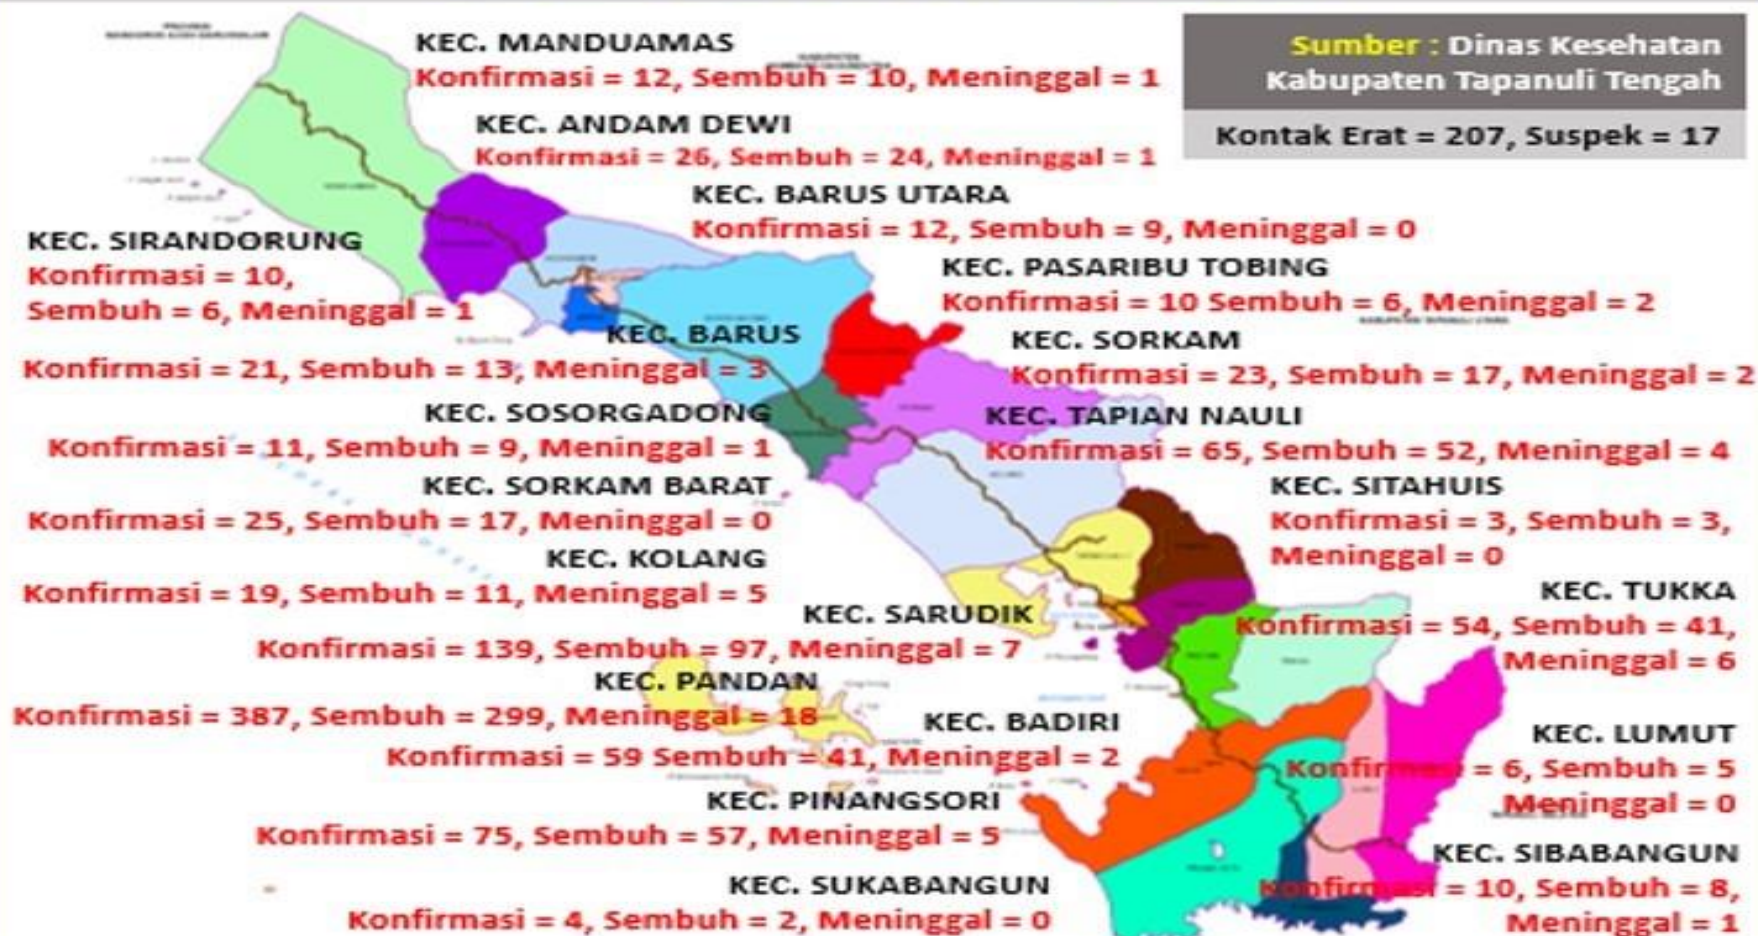 KEC. MANDUAMAS
Konfirmasi = 12, Sembuh = 10, Meninggal = 1
Sumber : Dinas Kesehatan
Kabupaten Tapanuli Tengah
Kontak Erat = 207, Suspek = 17
KEC. ANDAM DEWI
Konfirmasi = 26, Sembuh = 24, Meninggal = 1
KEC. BARUS UTARA
Konfirmasi = 12, Sembuh = 9, Meninggal = 0
KEC. SIRANDORUNG
Konfirmasi = 10,
Sembuh = 6, Meninggal = 1
KEC. PASARIBU TOBING
Konfirmasi = 10 Sembuh = 6, Meninggal = 2
KEC. BARUS
Konfirmasi = 21, Sembuh = 13, Meninggal = 3
KEC. SORKAM
Konfirmasi = 23, Sembuh = 17, Meninggal = 2
KEC. SOSORGADONG
Konfirmasi = 11, Sembuh = 9, Meninggal = 1
KEC. TAPIAN NAULI
Konfirmasi = 65, Sembuh = 52, Meninggal = 4
KEC. SORKAM BARAT
Konfirmasi = 25, Sembuh = 17, Meninggal = 0
KEC. SITAHUIS
Konfirmasi = 3, Sembuh = 3,
Meninggal = 0
KEC. KOLANG
Konfirmasi = 19, Sembuh = 11, Meninggal = 5
KEC. TUKKA
Konfirmasi = 54, Sembuh = 41,
Meninggal = 6
KEC. SARUDIK
Konfirmasi = 139, Sembuh = 97, Meninggal = 7
KEC. PANDAN
Konfirmasi = 387, Sembuh = 299, Meninggal = 18
KEC. BADIRI
Konfirmasi = 59 Sembuh = 41, Meninggal = 2
KEC. LUMUT
Konfirmasi = 6, Sembuh = 5
Meninggal = 0
KEC. PINANGSORI
Konfirmasi = 75, Sembuh = 57, Meninggal = 5
KEC. SIBABANGUN
Konfirmasi = 10, Sembuh = 8,
Meninggal = 1
KEC. SUKABANGUN
Konfirmasi = 4, Sembuh = 2, Meninggal = 0